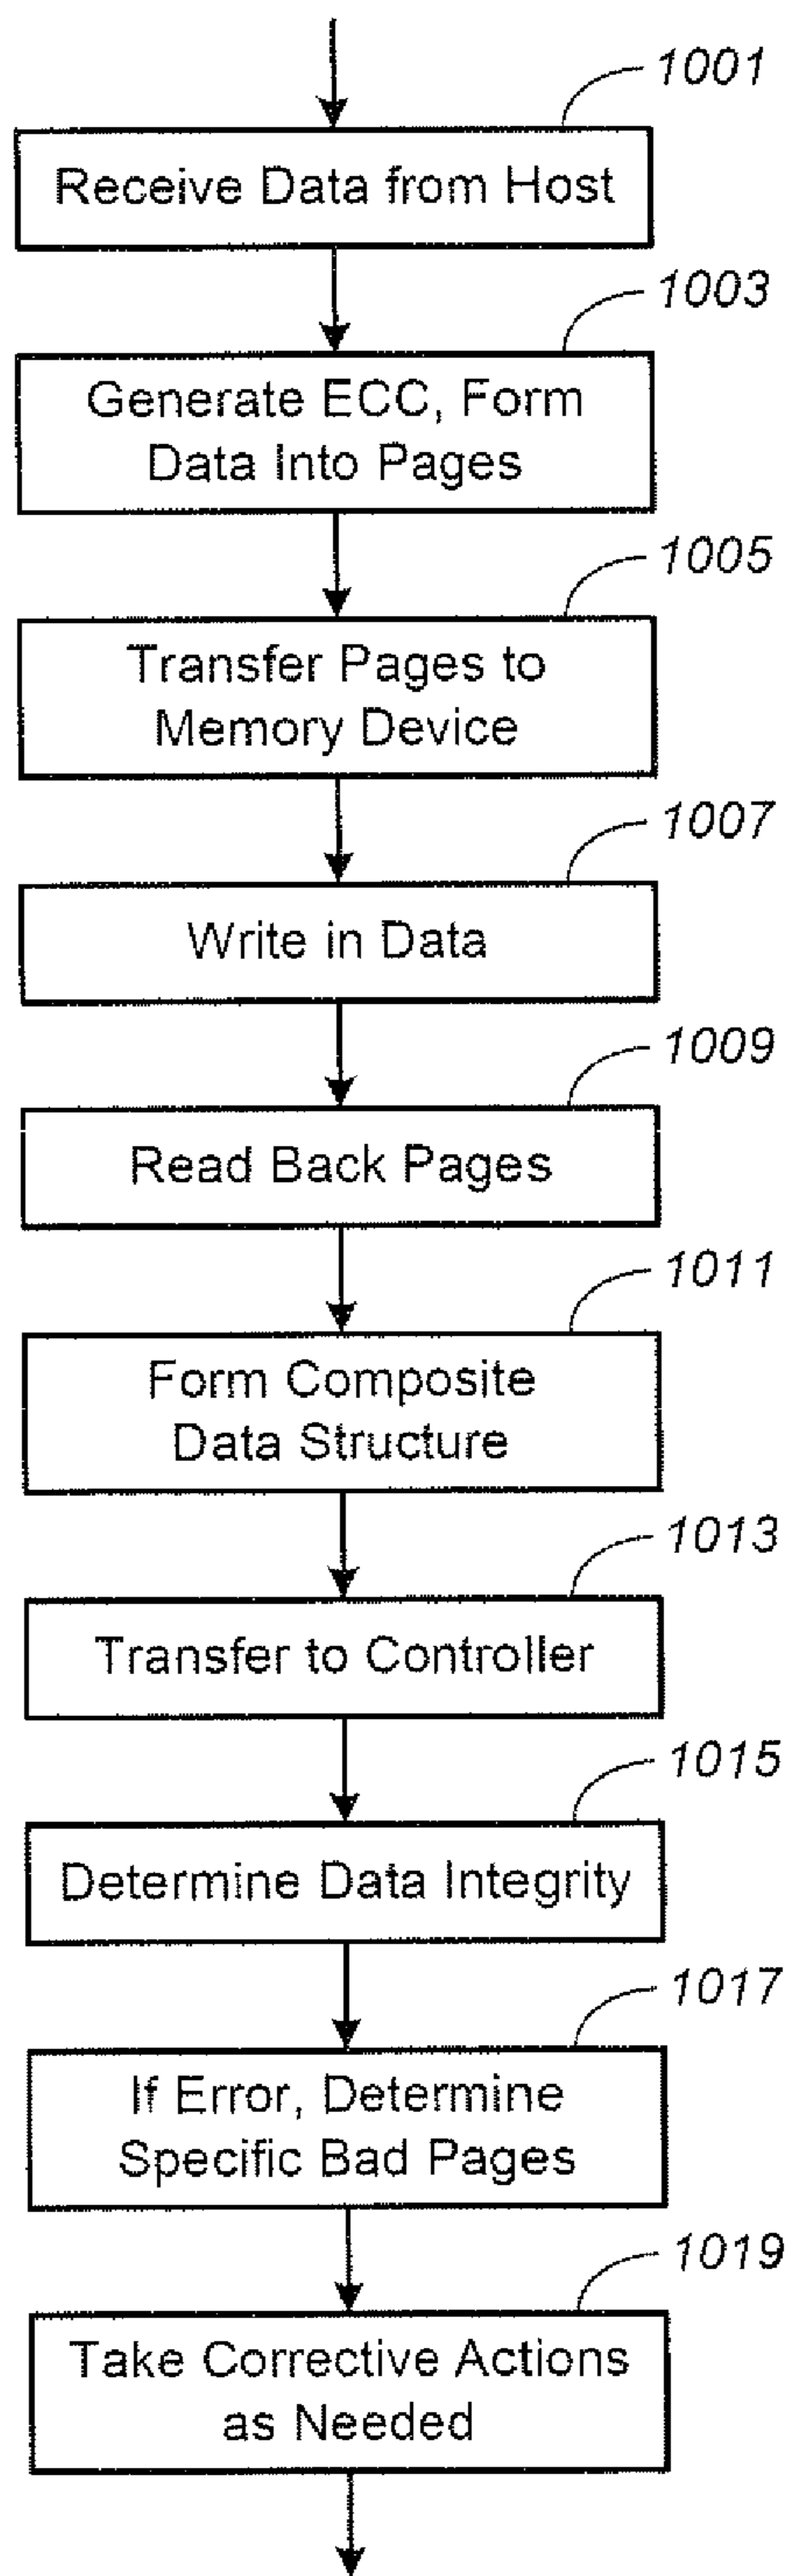 1001
Receive Data from Host
1003
Generate ECC, Form
Data Into Pages
1005
Transfer Pages to
Memory Device
1007
Write in Data
1009
Read Back Pages
1011
Form Composite
Data Structure
1013
Transfer to Controller
1015
Determine Data Integrity
1017
If Error, Determine
Specific Bad Pages
1019
Take Corrective Actions
as Needed